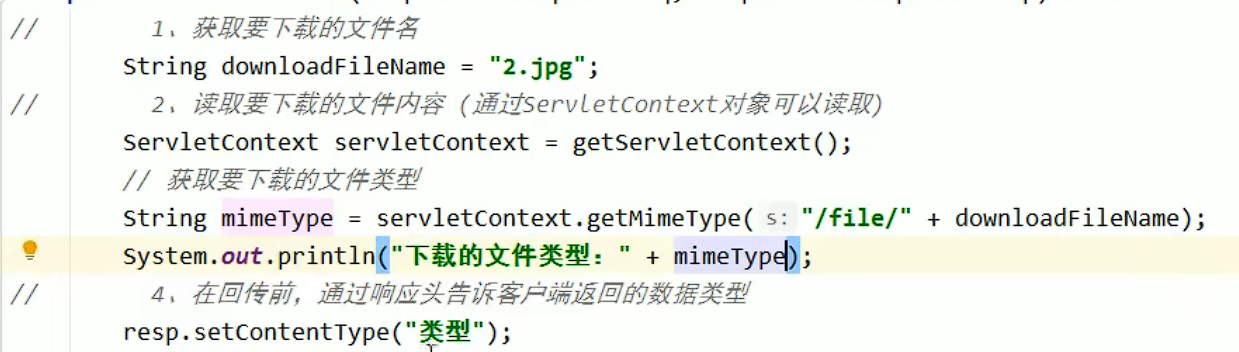 // 1、获取要下载的文件名
String downloadFileName = "2.jpg";
// 2、读取要下载的文件内容 (通过ServletContext对象可以读取)
ServletContext servletContext = getServletContext();
// 获取要下载的文件类型
String mimeType = servletContext.getMimeType( s: "/file/" + downloadFileName);
System.out.println("下载的文件类型：" + mimeType);
// 4、在回传前，通过响应头告诉客户端返回的数据类型
resp.setContentType("类型");